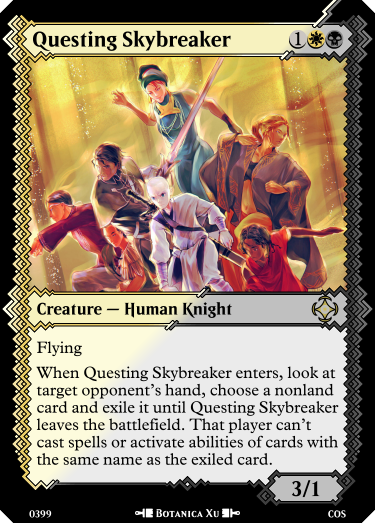 Questing Skybreaker 1
Creature — Human Knight
Flying
When Questing Skybreaker enters, look at
target opponent's hand, choose a nonland
card and exile it until Questing Skybreaker
leaves the battlefield. That player can't
cast spells or activate abilities of cards with
the same name as the exiled card.
3/1
0399 Botanica Xu COS